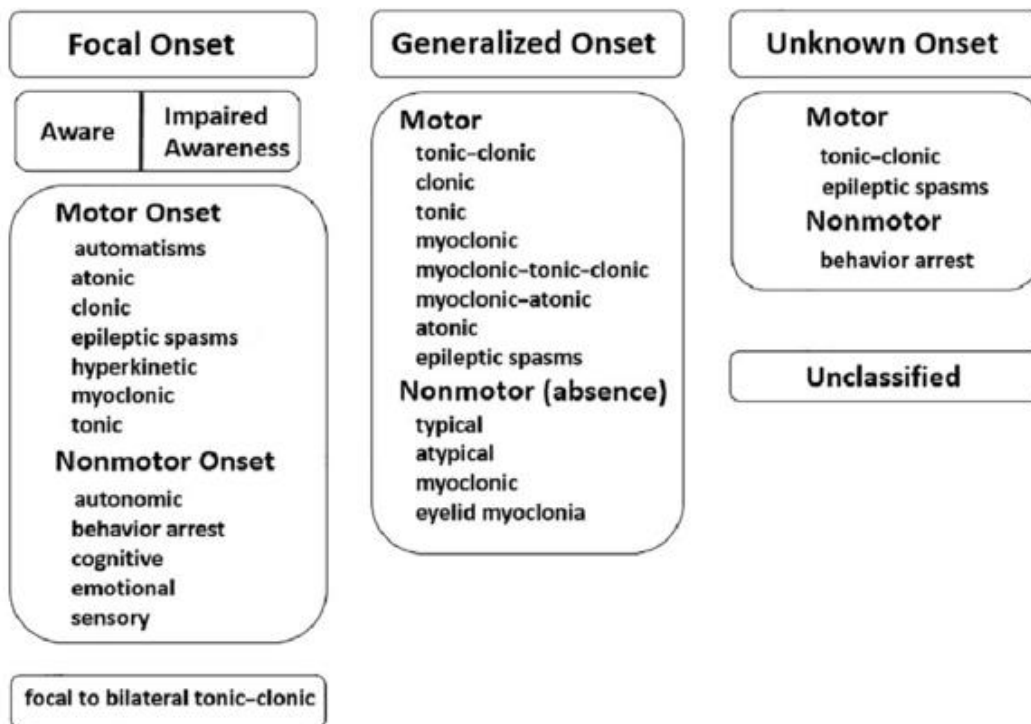 Focal Onset
Aware
Impaired
Awareness
Motor Onset
automatisms
atonic
clonic
epileptic spasms
hyperkinetic
myoclonic
tonic
Nonmotor Onset
autonomic
behavior arrest
cognitive
emotional
sensory
focal to bilateral tonic–clonic
Generalized Onset
Motor
tonic–clonic
clonic
tonic
myoclonic
myoclonic–tonic–clonic
myoclonic–atonic
atonic
epileptic spasms
Nonmotor (absence)
typical
atypical
myoclonic
eyelid myoclonia
Unknown Onset
Motor
tonic–clonic
epileptic spasms
Nonmotor
behavior arrest
Unclassified